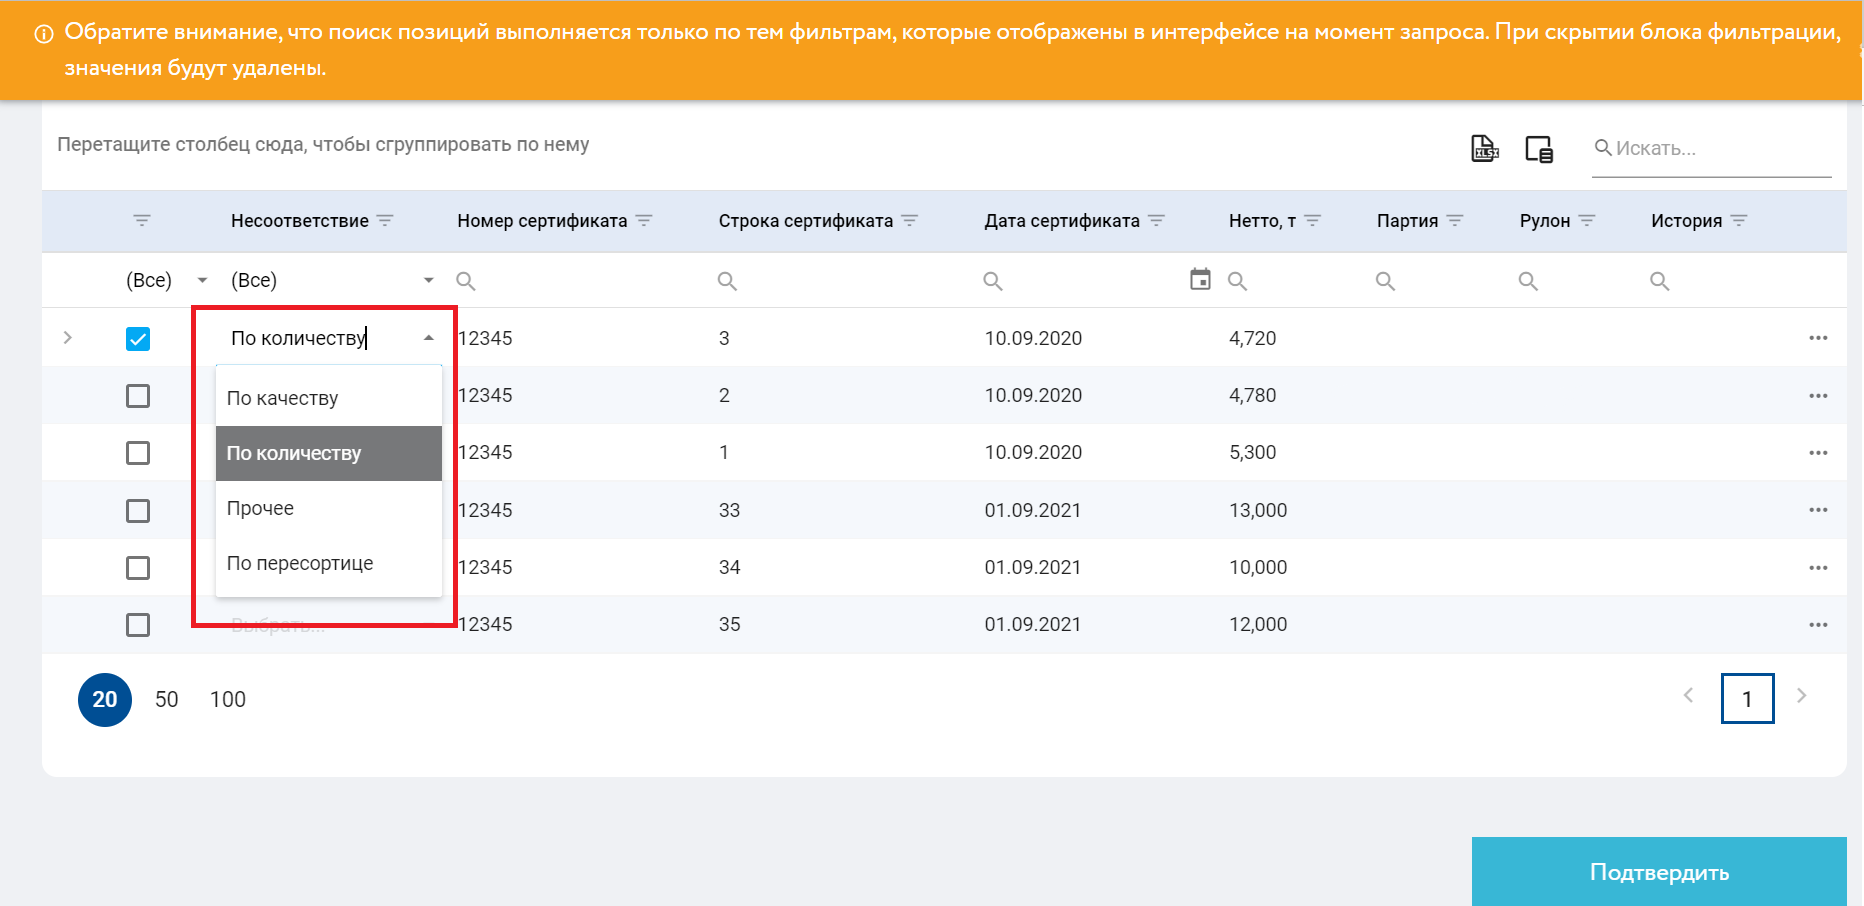 Обратите внимание, что поиск позиций выполняется только по тем фильтрам, которые отображены в интерфейсе на момент запроса. При скрытии блока фильтрации,
значения будут удалены.
Перетащите столбец сюда, чтобы сгруппировать по нему
XLSX
Искать...
Несоответствие Номер сертификата Строка сертификата Дата сертификата Нетто, т Партия Рулон История
(Все) (Все)
По количеству 12345 3 10.09.2020 4,720
По качеству 12345 2 10.09.2020 4,780
По количеству 12345 1 10.09.2020 5,300
Прочее 12345 33 01.09.2021 13,000
По пересортице 12345 34 01.09.2021 10,000
Выбрать... 12345 35 01.09.2021 12,000
20 50 100 1
Подтвердить